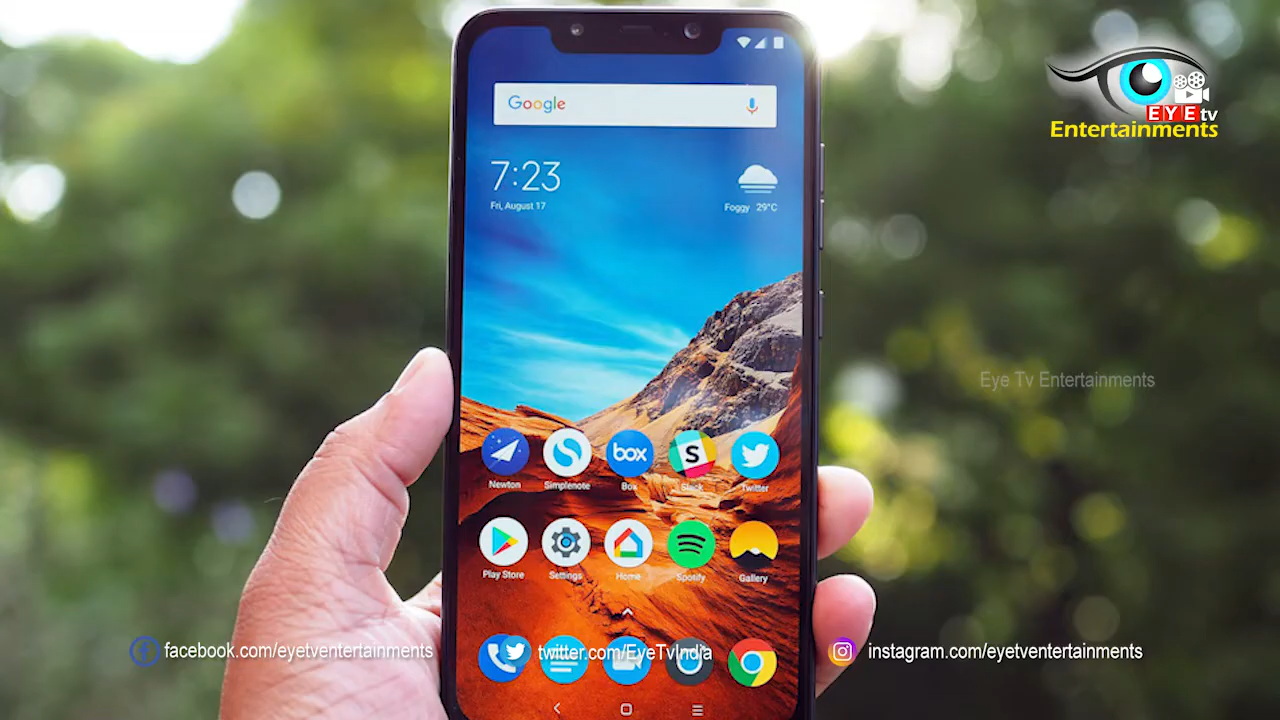 Google
7:23
Fri, August 17
Foggy 29°C
EYE tv
Entertainments
Eye Tv Entertainments
Newton
Simplenote
box
Box
S
Slack
Twitter
Play Store
Settings
Home
Spotify
Gallery
facebook.com/eyetventertainments
twitter.com/EyeTvIndia
instagram.com/eyetventertainments